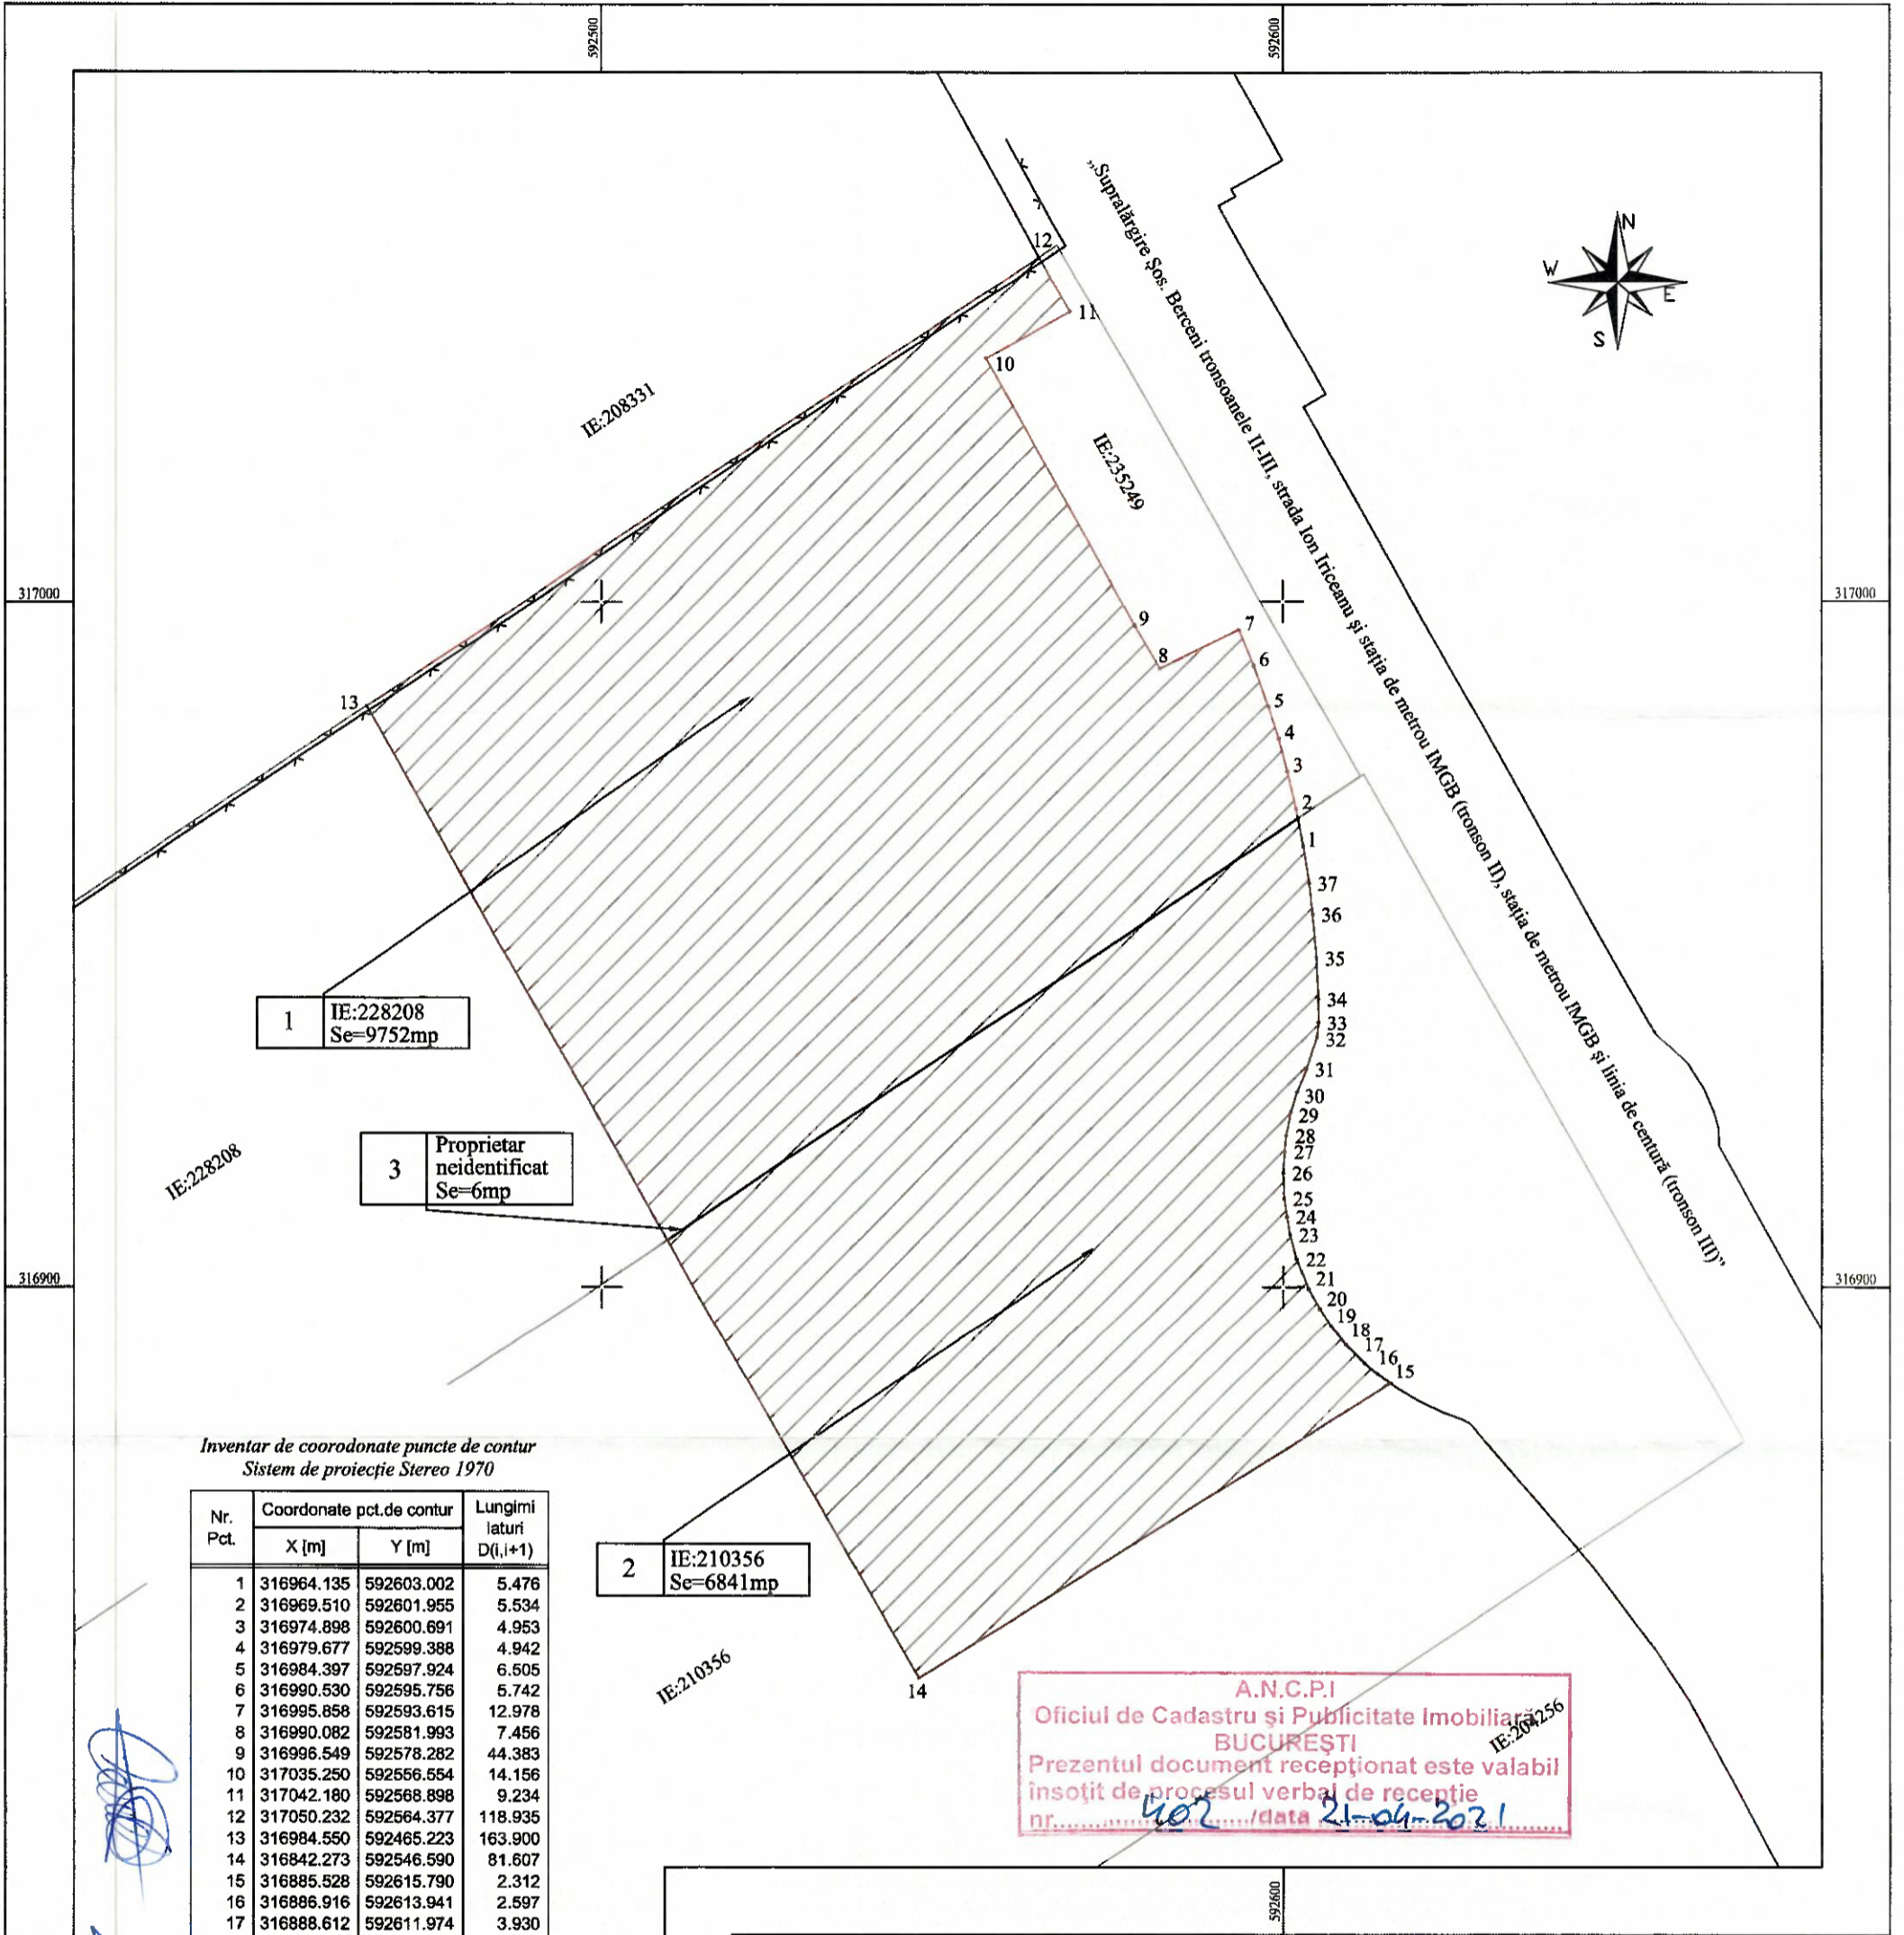 592500
592600
N
W
E
S
„Supralărgire Șos. Berceni tronsoanele II-III, strada Ion Iriceanu și stația de metrou IMGB (tronson II), stația de metrou IMGB și linia de centură (tronson III)”
12
11
10
IE:208331
IE:235249
317000
317000
9
7
8
6
13
5
4
3
2
1
37
36
35
34
33
32
31
30
29
28
27
26
25
24
23
22
21
20
19
18
17
16
15
1
IE:228208
Se=9752mp
3
Proprietar
neidentificat
Se=6mp
IE:228208
316900
316900
2
IE:210356
Se=6841mp
IE:210356
14
Inventar de coorodonate puncte de contur
Sistem de proiecție Stereo 1970
Nr. Pct. Coordonate pct.de contur Lungimi laturi D(i,i+1)
X [m] Y [m]
1 316964.135 592603.002 5.476
2 316969.510 592601.955 5.534
3 316974.898 592600.691 4.953
4 316979.677 592599.388 4.942
5 316984.397 592597.924 6.505
6 316990.530 592595.756 5.742
7 316995.858 592593.615 12.978
8 316990.082 592581.993 7.456
9 316996.549 592578.282 44.383
10 317035.250 592556.554 14.156
11 317042.180 592568.898 9.234
12 317050.232 592564.377 118.935
13 316984.550 592465.223 163.900
14 316842.273 592546.590 81.607
15 316885.528 592615.790 2.312
16 316886.916 592613.941 2.597
17 316888.612 592611.974 3.930
A.N.C.P.I
Oficiul de Cadastru și Publicitate Imobiliară
BUCUREȘTI
Prezentul document recepționat este valabil
însoțit de procesul verbal de recepție
nr. 402 /data 21-04-2021
IE:204256
592600